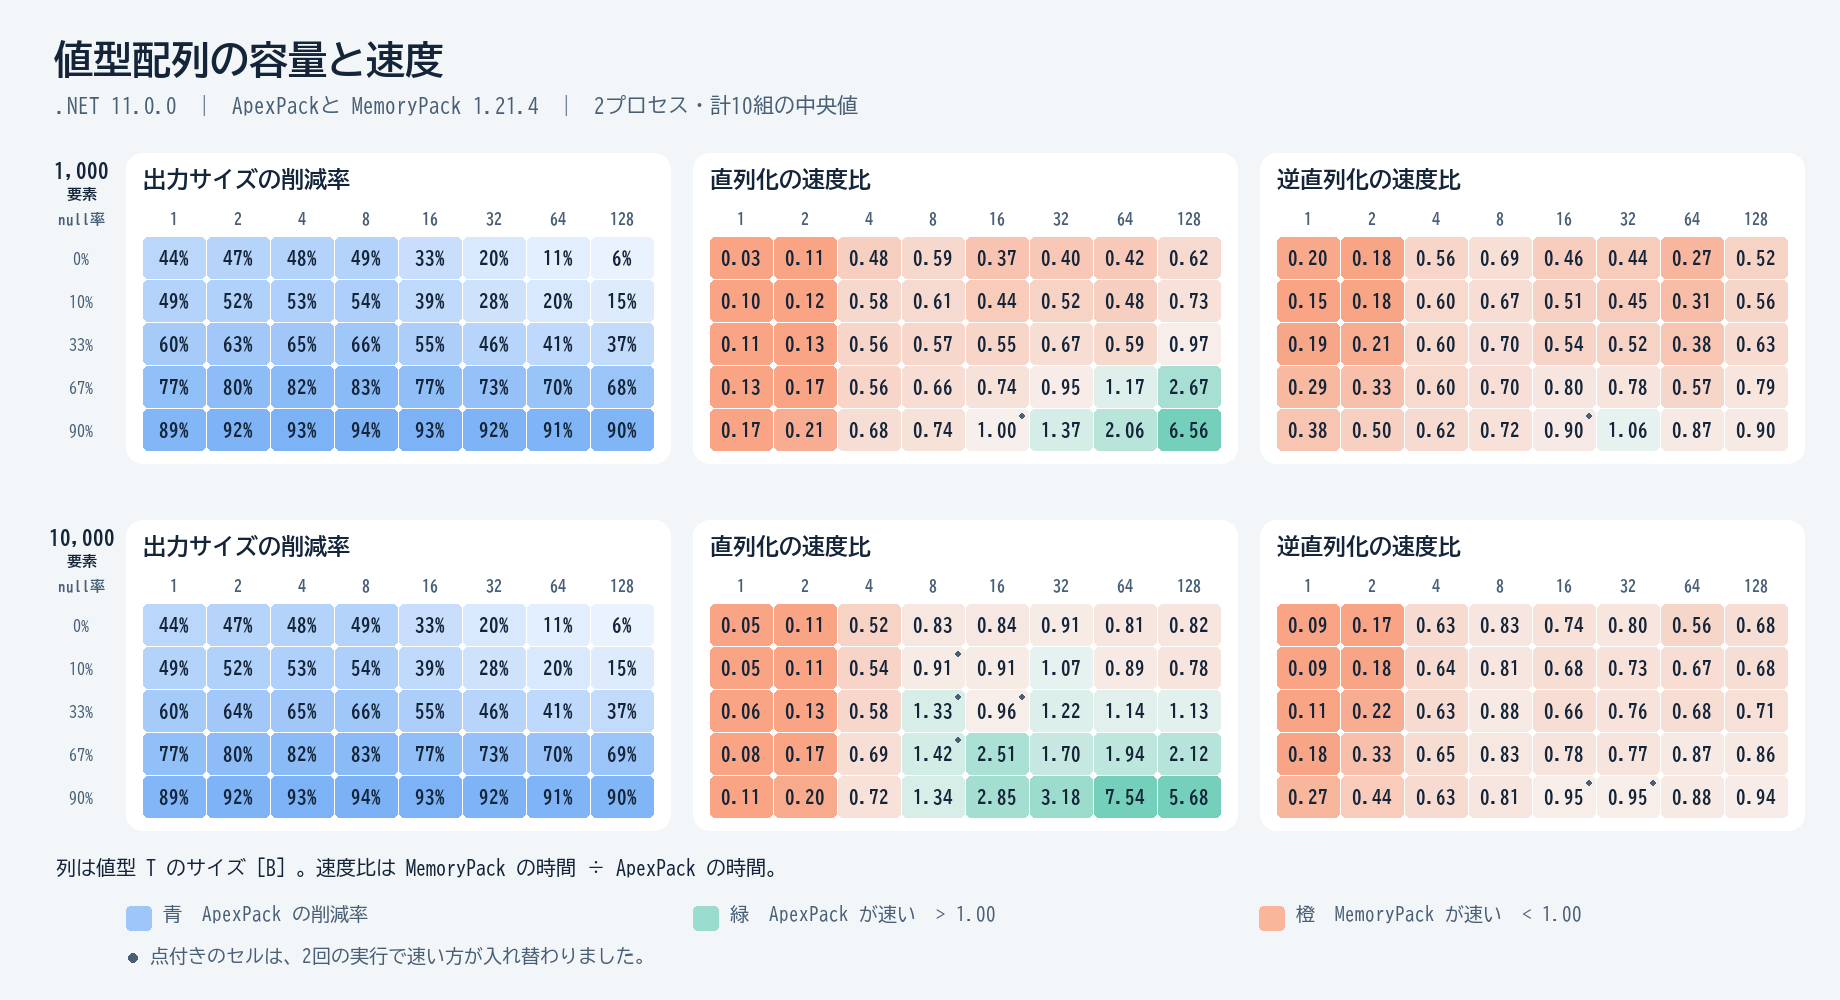 値型配列の容量と速度
.NET 11.0.0 ｜ ApexPackと MemoryPack 1.21.4 ｜ 2プロセス・計10組の中央値
1,000
要素
null率
出力サイズの削減率
1 2 4 8 16 32 64 128
0% 44% 47% 48% 49% 33% 20% 11% 6%
10% 49% 52% 53% 54% 39% 28% 20% 15%
33% 60% 63% 65% 66% 55% 46% 41% 37%
67% 77% 80% 82% 83% 77% 73% 70% 68%
90% 89% 92% 93% 94% 93% 92% 91% 90%
直列化の速度比
1 2 4 8 16 32 64 128
0.03 0.11 0.48 0.59 0.37 0.40 0.42 0.62
0.10 0.12 0.58 0.61 0.44 0.52 0.48 0.73
0.11 0.13 0.56 0.57 0.55 0.67 0.59 0.97
0.13 0.17 0.56 0.66 0.74 0.95 1.17 2.67
0.17 0.21 0.68 0.74 1.00 1.37 2.06 6.56
逆直列化の速度比
1 2 4 8 16 32 64 128
0.20 0.18 0.56 0.69 0.46 0.44 0.27 0.52
0.15 0.18 0.60 0.67 0.51 0.45 0.31 0.56
0.19 0.21 0.60 0.70 0.54 0.52 0.38 0.63
0.29 0.33 0.60 0.70 0.80 0.78 0.57 0.79
0.38 0.50 0.62 0.72 0.90 1.06 0.87 0.90
10,000
要素
null率
出力サイズの削減率
1 2 4 8 16 32 64 128
0% 44% 47% 48% 49% 33% 20% 11% 6%
10% 49% 52% 53% 54% 39% 28% 20% 15%
33% 60% 64% 65% 66% 55% 46% 41% 37%
67% 77% 80% 82% 83% 77% 73% 70% 69%
90% 89% 92% 93% 94% 93% 92% 91% 90%
直列化の速度比
1 2 4 8 16 32 64 128
0.05 0.11 0.52 0.83 0.84 0.91 0.81 0.82
0.05 0.11 0.54 0.91 0.91 1.07 0.89 0.78
0.06 0.13 0.58 1.33 0.96 1.22 1.14 1.13
0.08 0.17 0.69 1.42 2.51 1.70 1.94 2.12
0.11 0.20 0.72 1.34 2.85 3.18 7.54 5.68
逆直列化の速度比
1 2 4 8 16 32 64 128
0.09 0.17 0.63 0.83 0.74 0.80 0.56 0.68
0.09 0.18 0.64 0.81 0.68 0.73 0.67 0.68
0.11 0.22 0.63 0.88 0.66 0.76 0.68 0.71
0.18 0.33 0.65 0.83 0.78 0.77 0.87 0.86
0.27 0.44 0.63 0.81 0.95 0.95 0.88 0.94
列は値型 T のサイズ [B] 。速度比は MemoryPack の時間 ÷ ApexPack の時間。
青 ApexPack の削減率
緑 ApexPack が速い > 1.00
橙 MemoryPack が速い < 1.00
点付きのセルは、2回の実行で速い方が入れ替わりました。